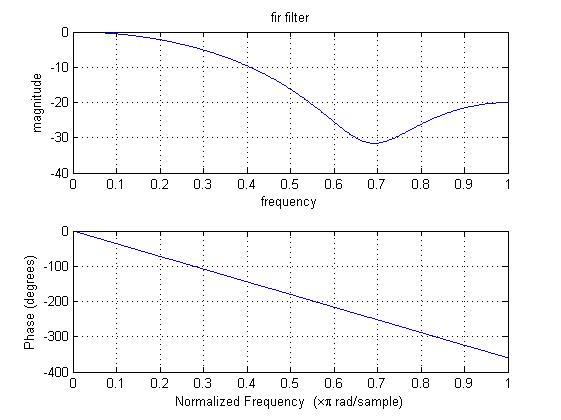 fir filter
0
-10
-20
-30
-40
magnitude
0 0.1 0.2 0.3 0.4 0.5 0.6 0.7 0.8 0.9 1
frequency
0
-100
-200
-300
-400
Phase (degrees)
0 0.1 0.2 0.3 0.4 0.5 0.6 0.7 0.8 0.9 1
Normalized Frequency (×π rad/sample)